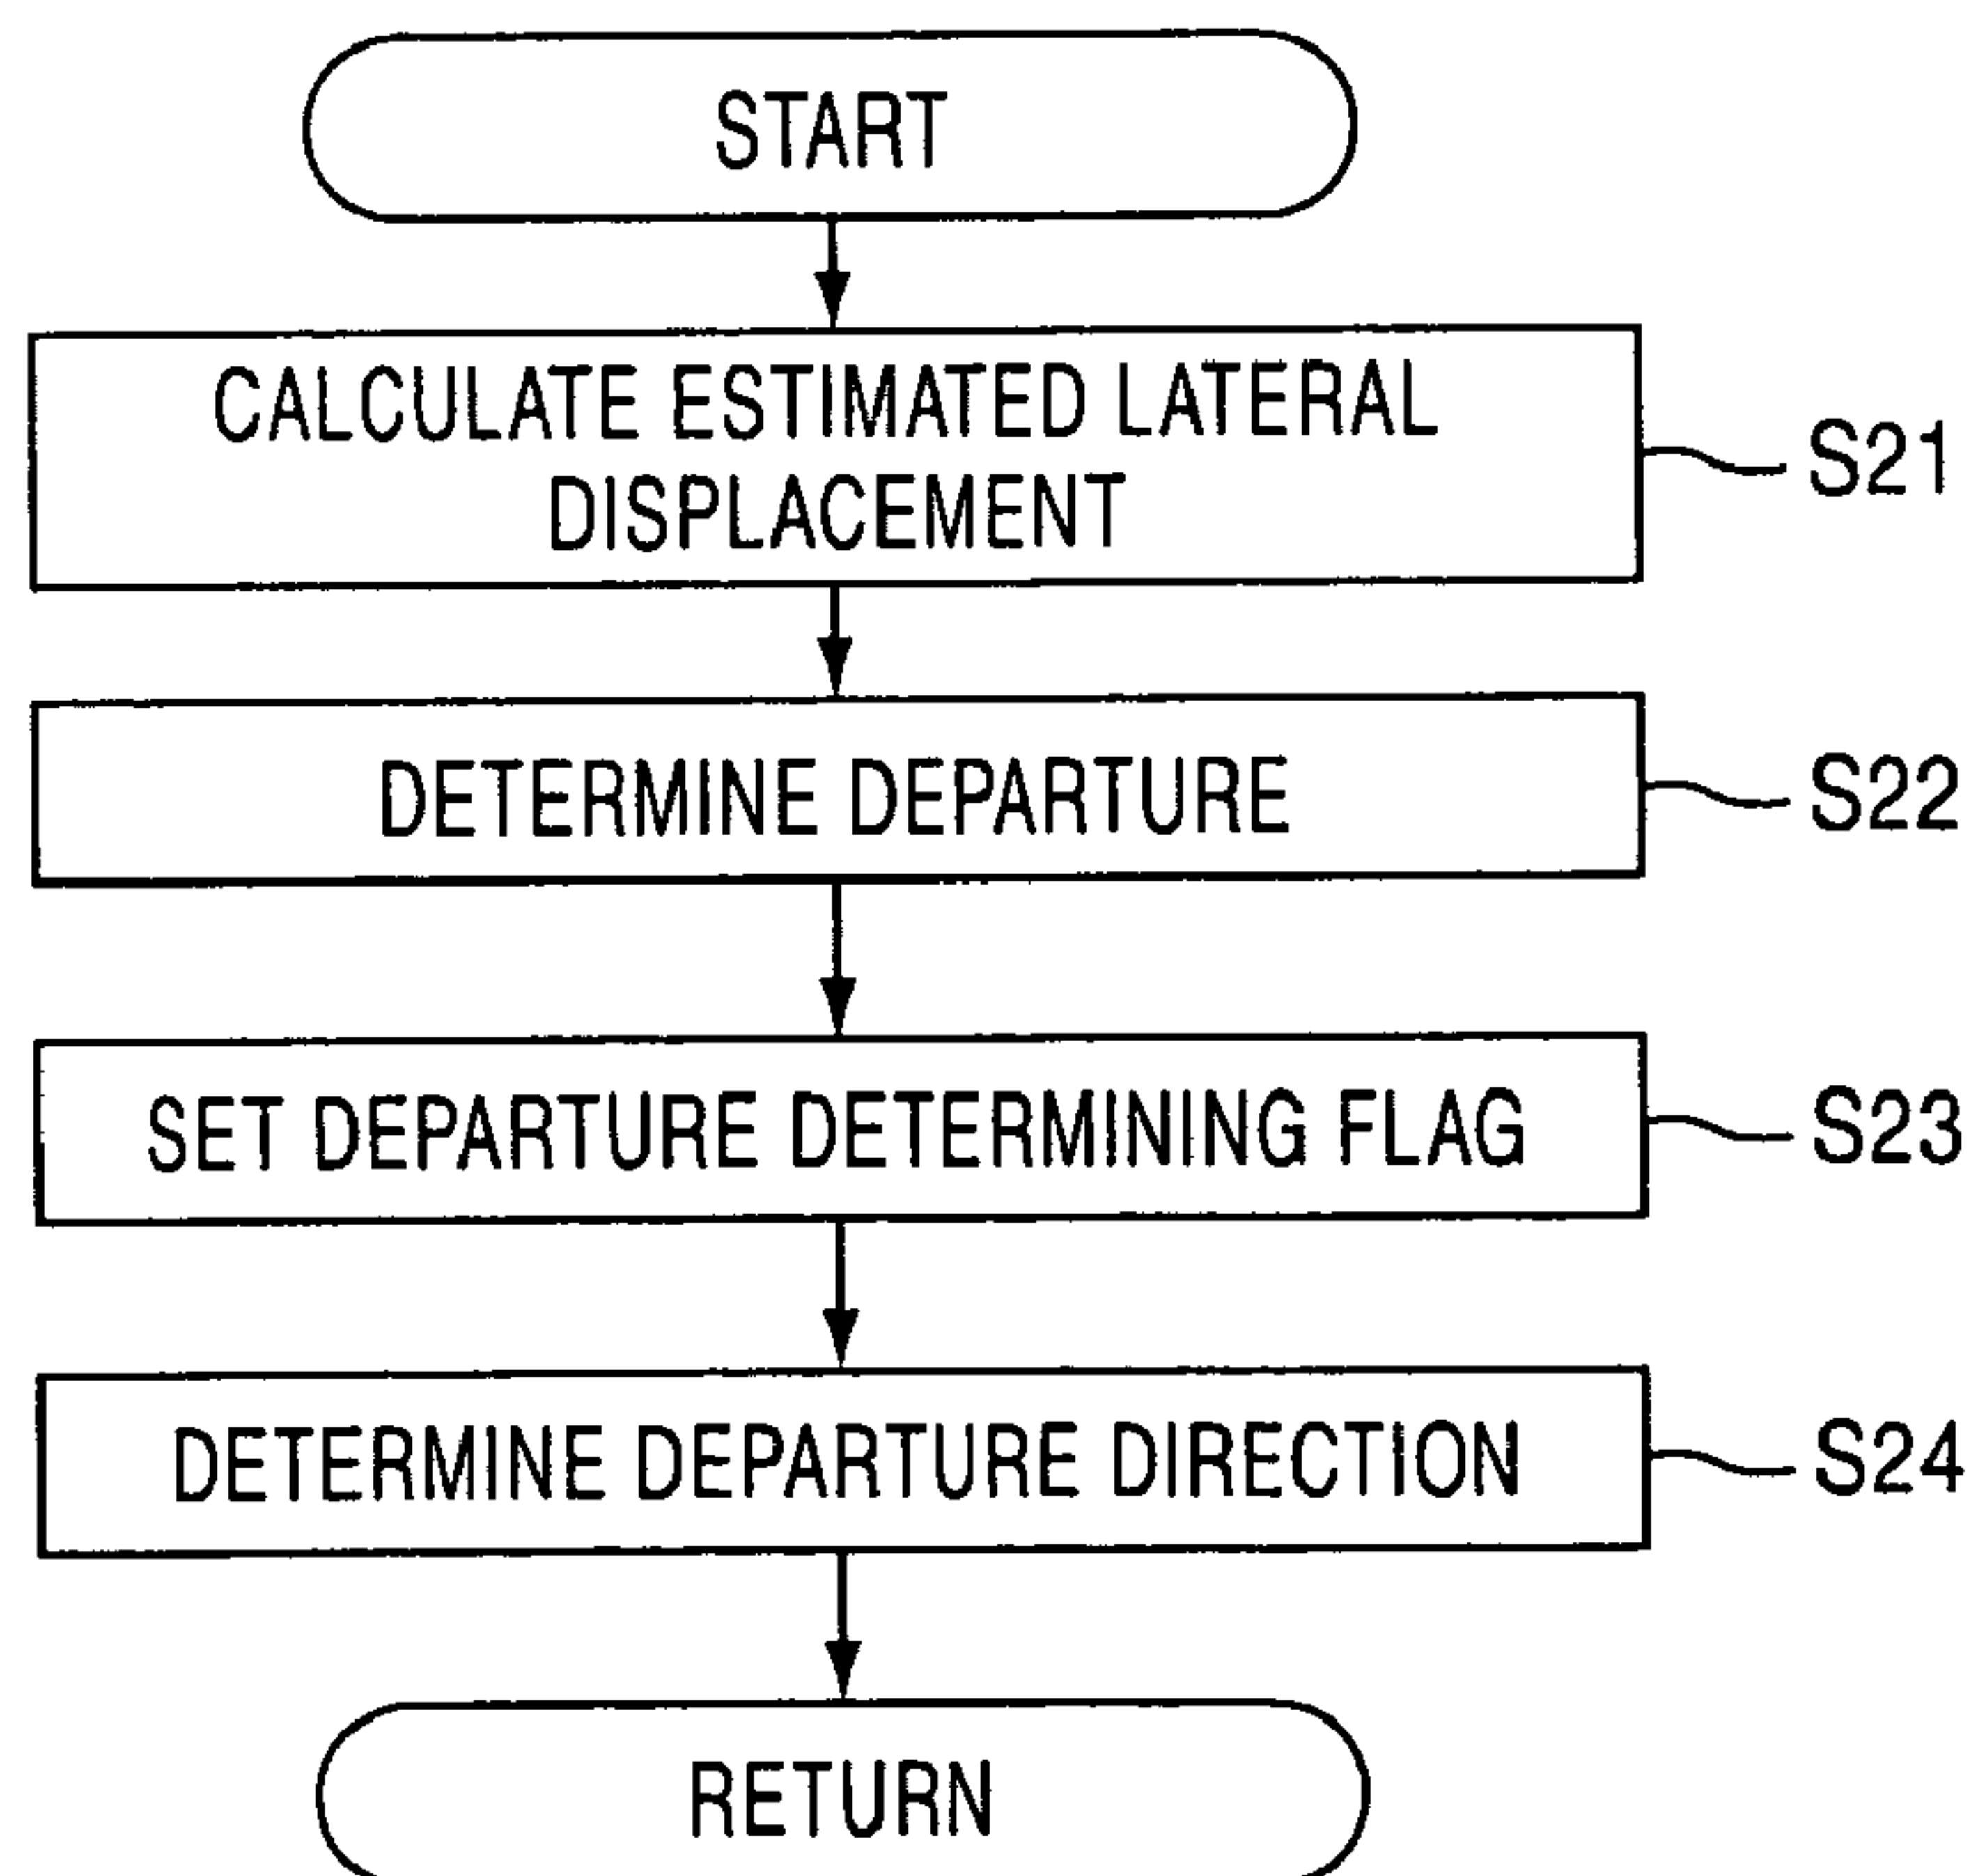 START
CALCULATE ESTIMATED LATERAL
DISPLACEMENT
S21
DETERMINE DEPARTURE
S22
SET DEPARTURE DETERMINING FLAG
S23
DETERMINE DEPARTURE DIRECTION
S24
RETURN